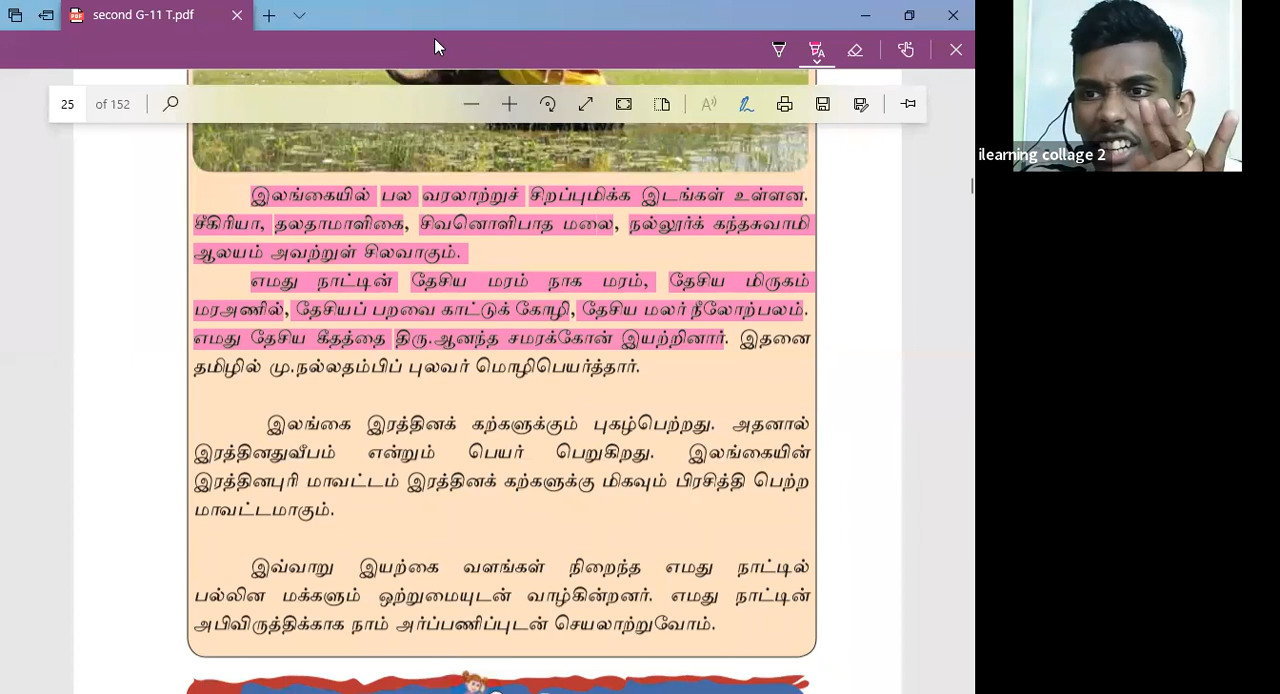 second G-11 T.pdf
25 of 152
ilearning collage 2
இலங்கையில் பல வரலாற்றுச் சிறப்புமிக்க இடங்கள் உள்ளன.
சீகிரியா, தலதாமாளிகை, சிவனொளிபாத மலை, நல்லூர்க் கந்தசுவாமி
ஆலயம் அவற்றுள் சிலவாகும்.
எமது நாட்டின் தேசிய மரம் நாக மரம், தேசிய மிருகம்
மரஅணில், தேசியப் பறவை காட்டுக் கோழி, தேசிய மலர் நீலோற்பலம்.
எமது தேசிய கீதத்தை திரு.ஆனந்த சமரக்கோன் இயற்றினார். இதனை
தமிழில் மு.நல்லதம்பிப் புலவர் மொழிபெயர்த்தார்.
இலங்கை இரத்தினக் கற்களுக்கும் புகழ்பெற்றது. அதனால்
இரத்தினதுவீபம் என்றும் பெயர் பெறுகிறது. இலங்கையின்
இரத்தினபுரி மாவட்டம் இரத்தினக் கற்களுக்கு மிகவும் பிரசித்தி பெற்ற
மாவட்டமாகும்.
இவ்வாறு இயற்கை வளங்கள் நிறைந்த எமது நாட்டில்
பல்லின மக்களும் ஒற்றுமையுடன் வாழ்கின்றனர். எமது நாட்டின்
அபிவிருத்திக்காக நாம் அர்ப்பணிப்புடன் செயலாற்றுவோம்.